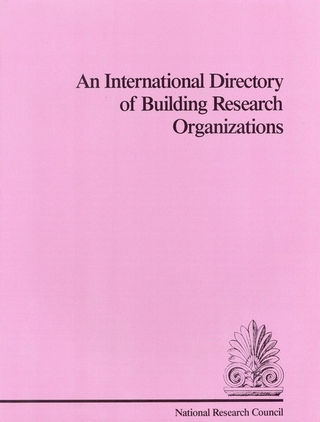 An International Directory
of Building Research
Organizations
National Research Council